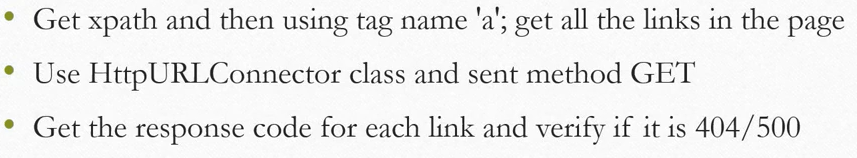 • Get xpath and then using tag name 'a'; get all the links in the page
• Use HttpURLConnector class and sent method GET
• Get the response code for each link and verify if it is 404/500